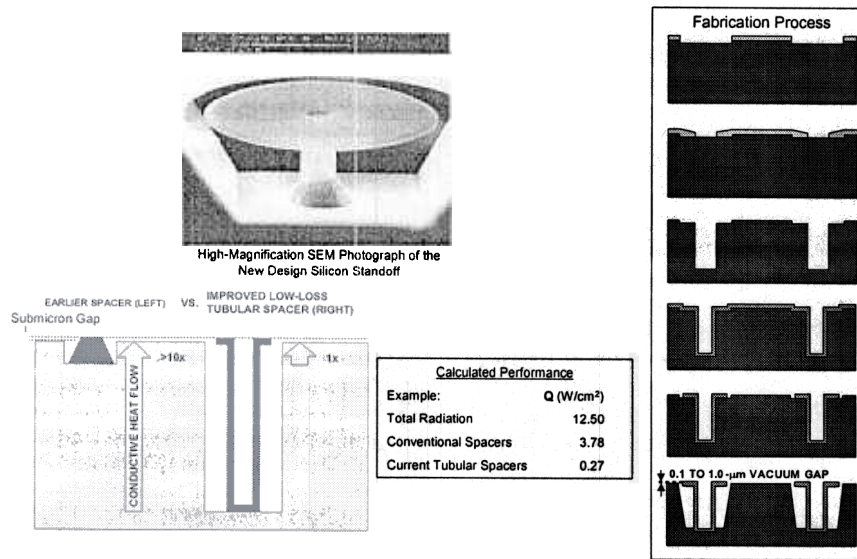 High-Magnification SEM Photograph of the
New Design Silicon Standoff
EARLIER SPACER (LEFT) VS. IMPROVED LOW-LOSS
TUBULAR SPACER (RIGHT)
Submicron Gap
>10x
1x
CONDUCTIVE HEAT FLOW
Calculated Performance
Example: Q (W/cm²)
Total Radiation 12.50
Conventional Spacers 3.78
Current Tubular Spacers 0.27
Fabrication Process
0.1 TO 1.0-µm VACUUM GAP